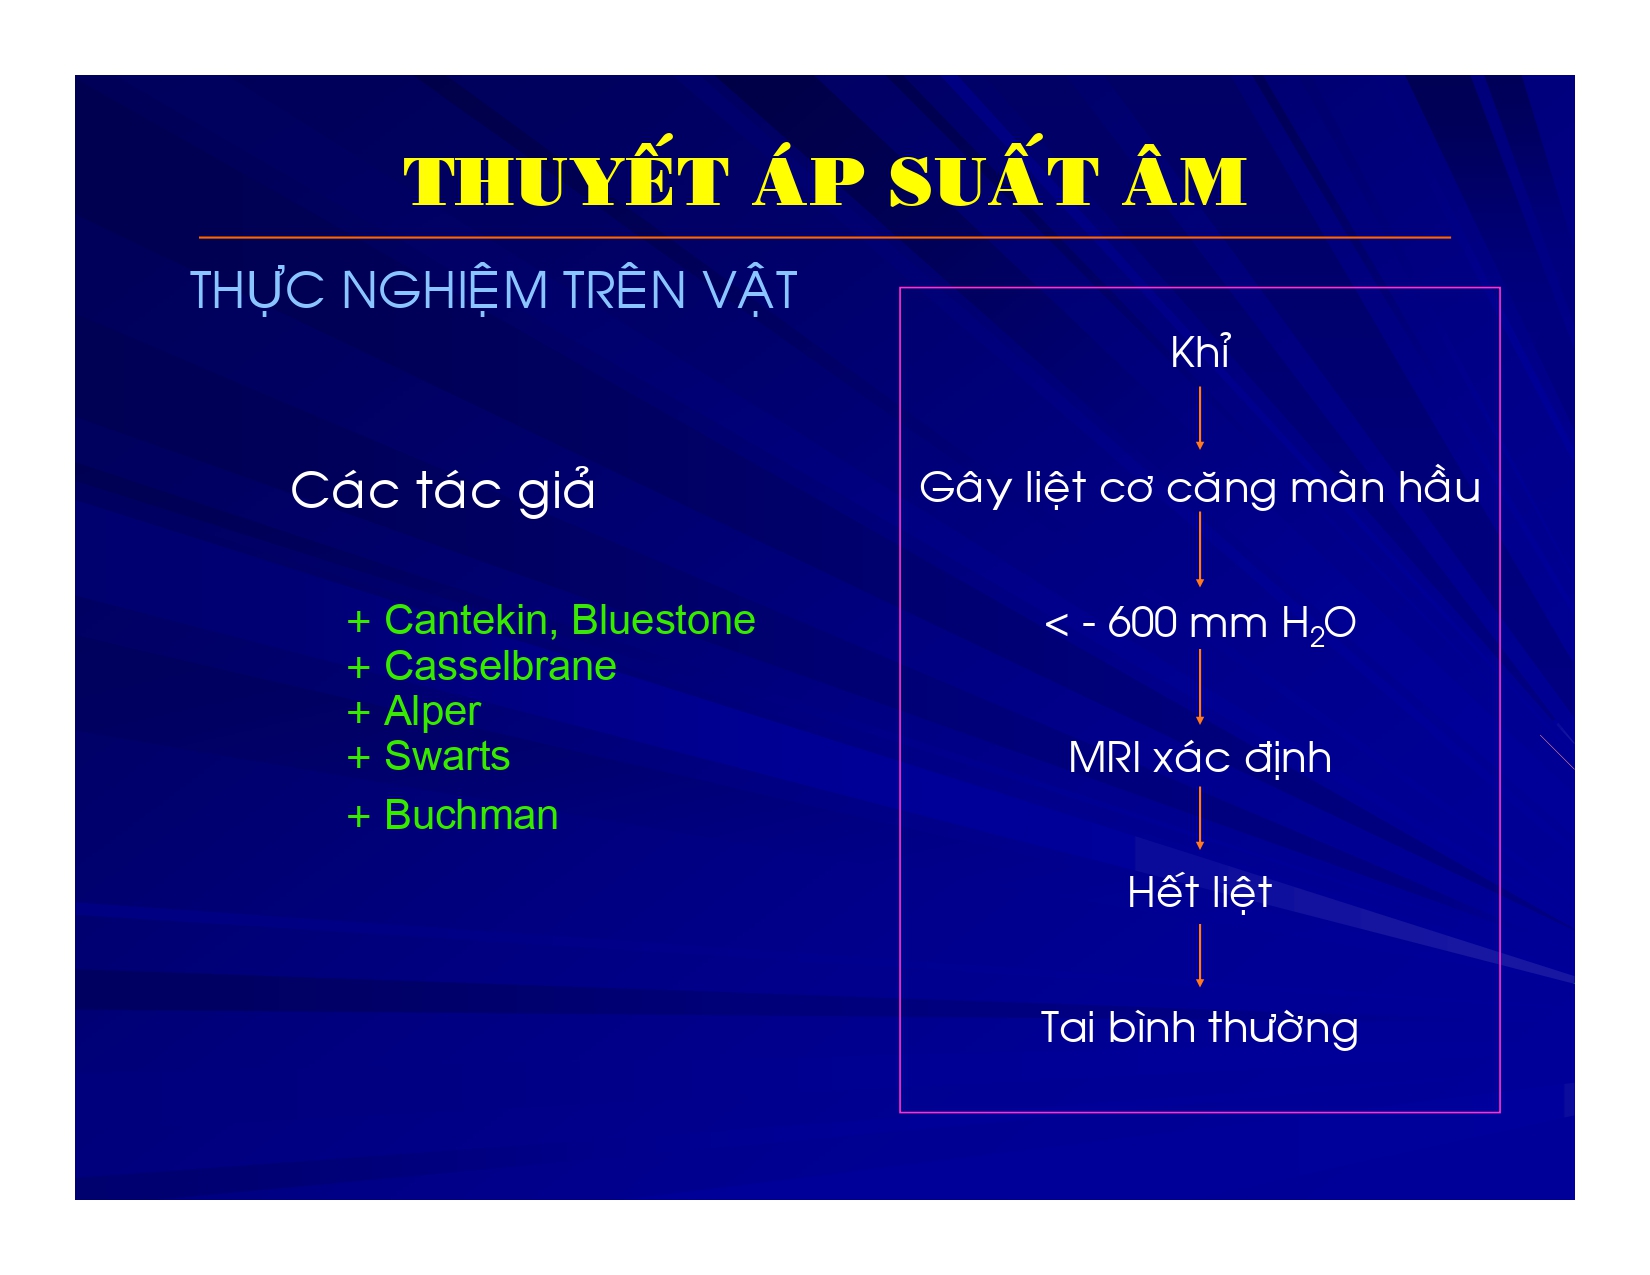 THUYẾT ÁP SUẤT ÂM
THỰC NGHIỆM TRÊN VẬT
Các tác giả
+ Cantekin, Bluestone
+ Casselbrane
+ Alper
+ Swarts
+ Buchman
Khỉ
Gây liệt cơ căng màn hầu
< - 600 mm H₂O
MRI xác định
Hết liệt
Tai bình thường